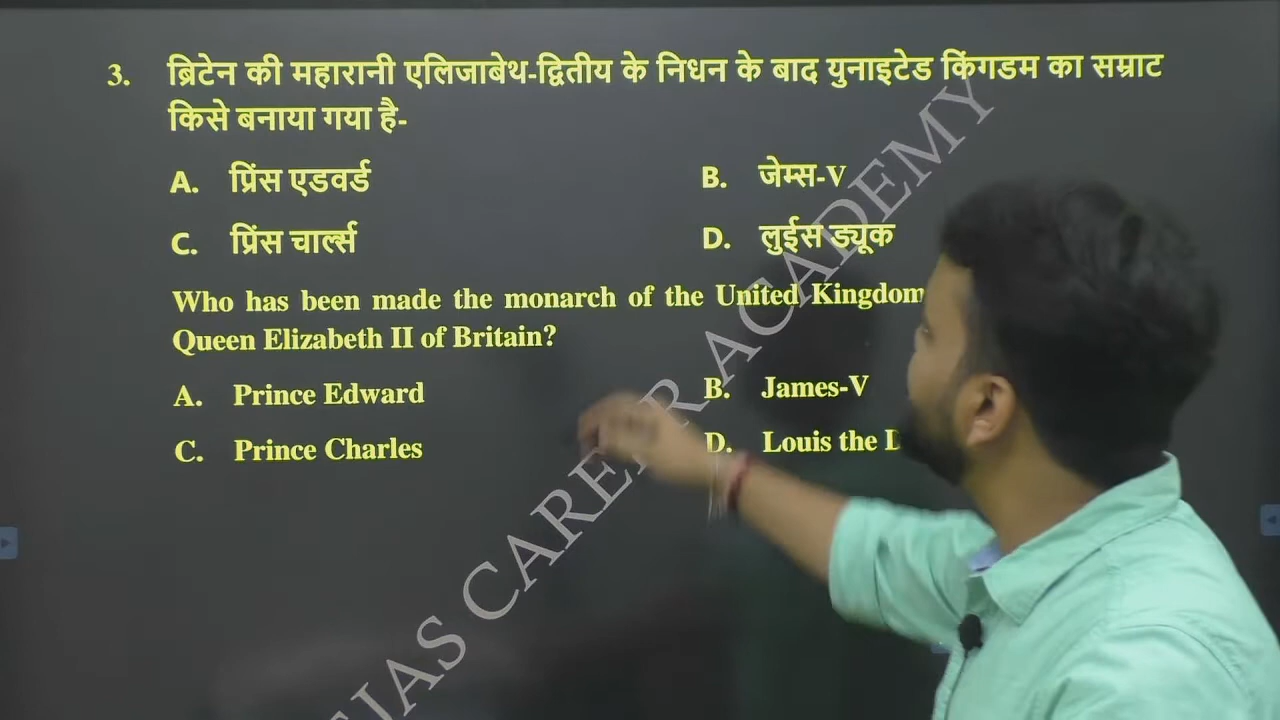 3. ब्रिटेन की महारानी एलिजाबेथ-द्वितीय के निधन के बाद युनाइटेड किंगडम का सम्राट
किसे बनाया गया है-
A. प्रिंस एडवर्ड B. जेम्स-V
C. प्रिंस चार्ल्स D. लुईस ड्यूक
Who has been made the monarch of the United Kingdom
Queen Elizabeth II of Britain?
A. Prince Edward B. James-V
C. Prince Charles D. Louis the
IAS CAREER ACADEMY